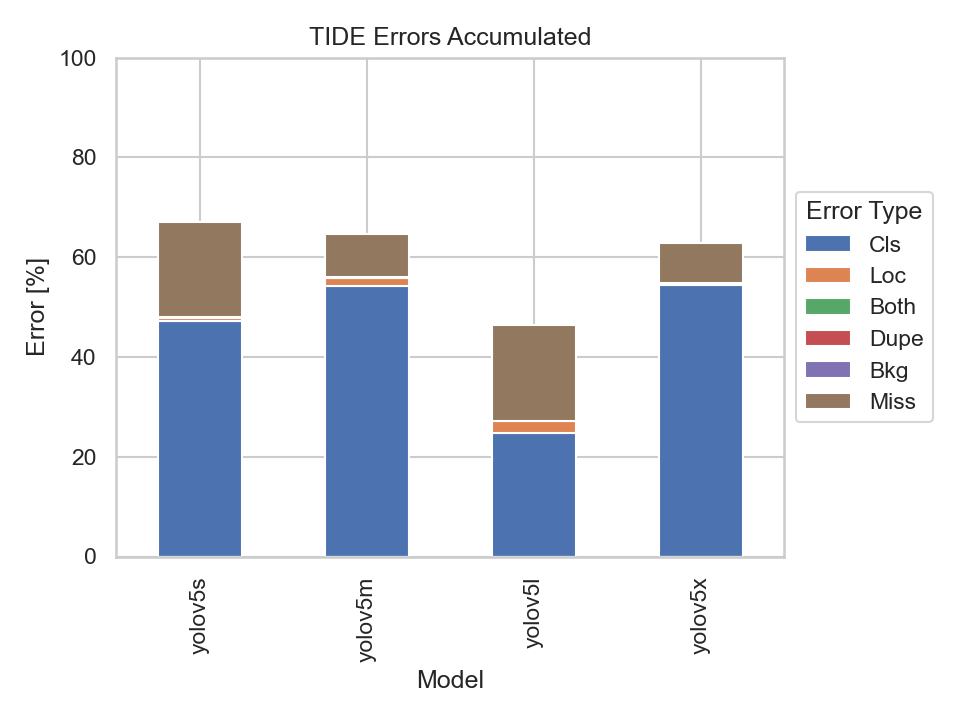 TIDE Errors Accumulated
100
80
60
40
20
0
Error [%]
yolov5s
yolov5m
yolov5l
yolov5x
Model
Error Type
Cls
Loc
Both
Dupe
Bkg
Miss